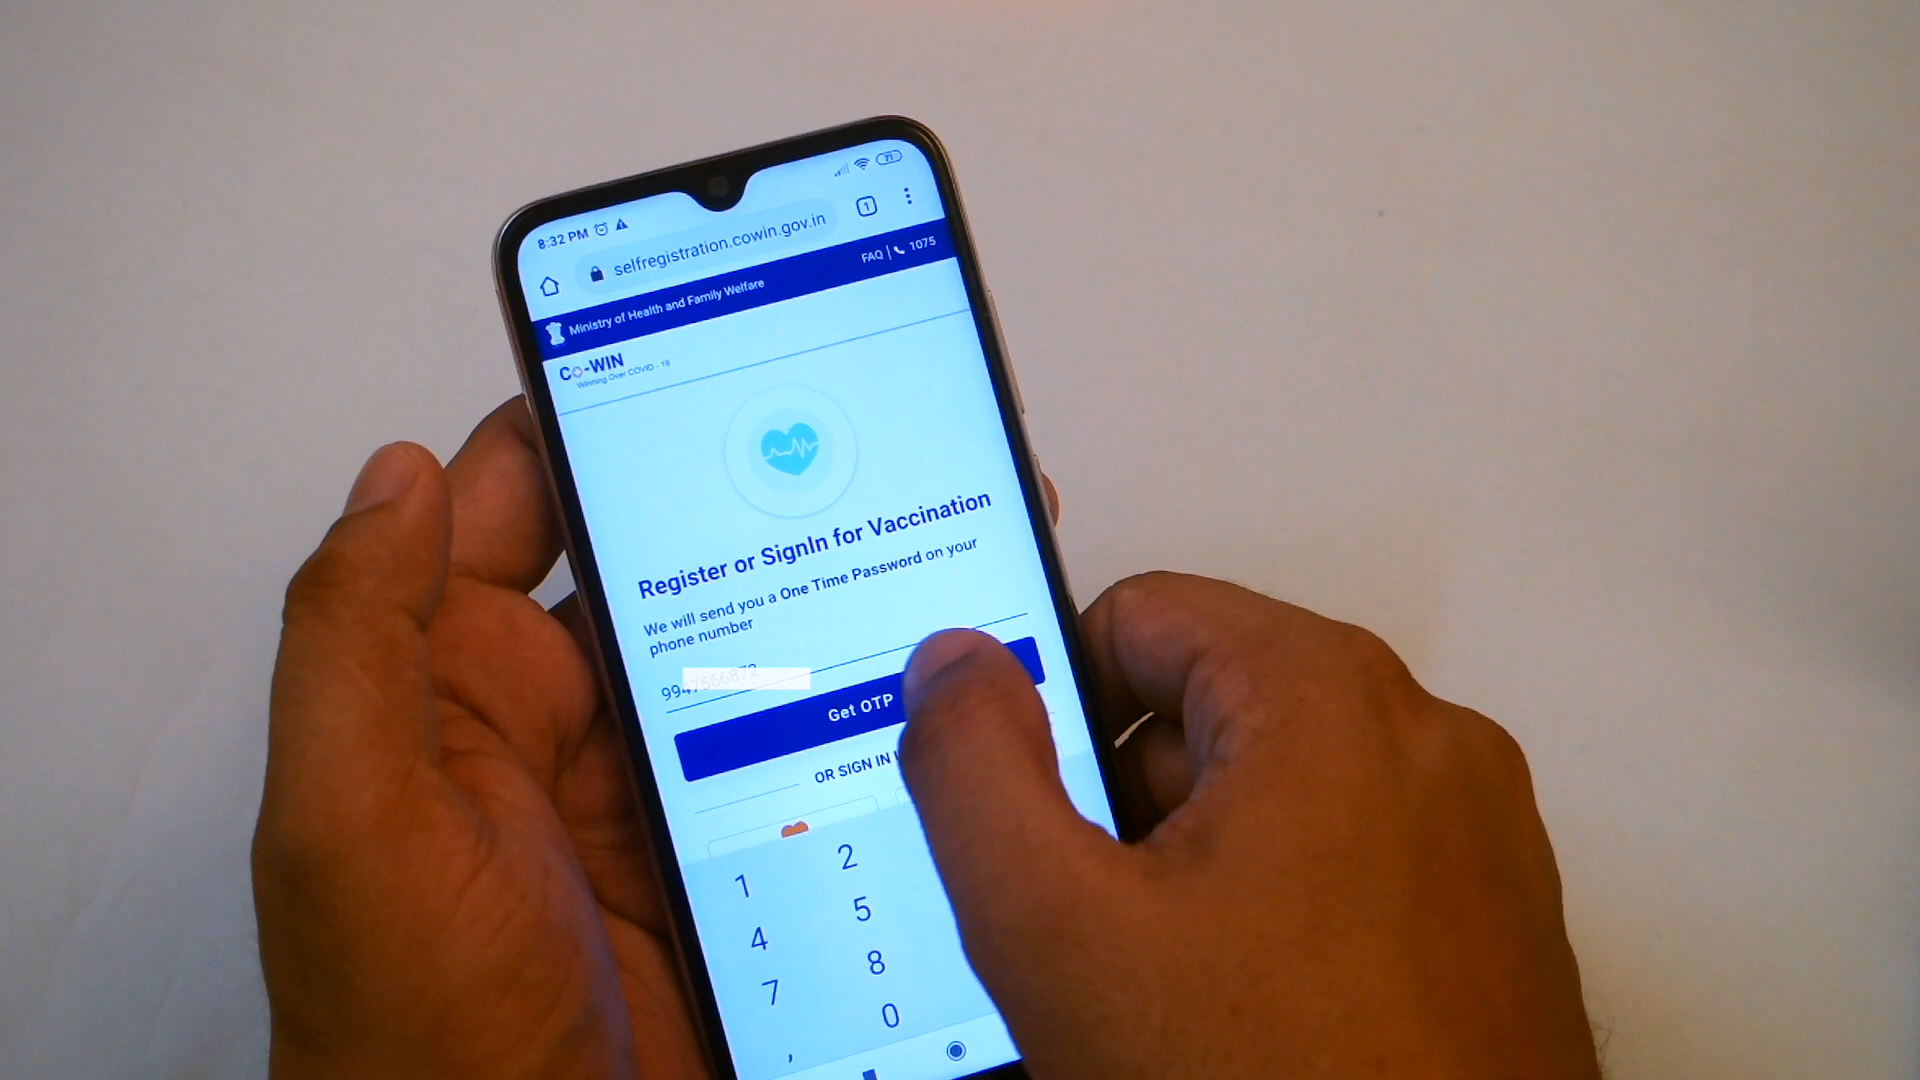 8:32 PM
71
selfregistration.cowin.gov.in
1
Ministry of Health and Family Welfare
FAQ | 1075
Co-WIN
Winning Over COVID - 19
Register or SignIn for Vaccination
We will send you a One Time Password on your
phone number
Get OTP
OR SIGN IN
1
2
4
5
7
8
,
0